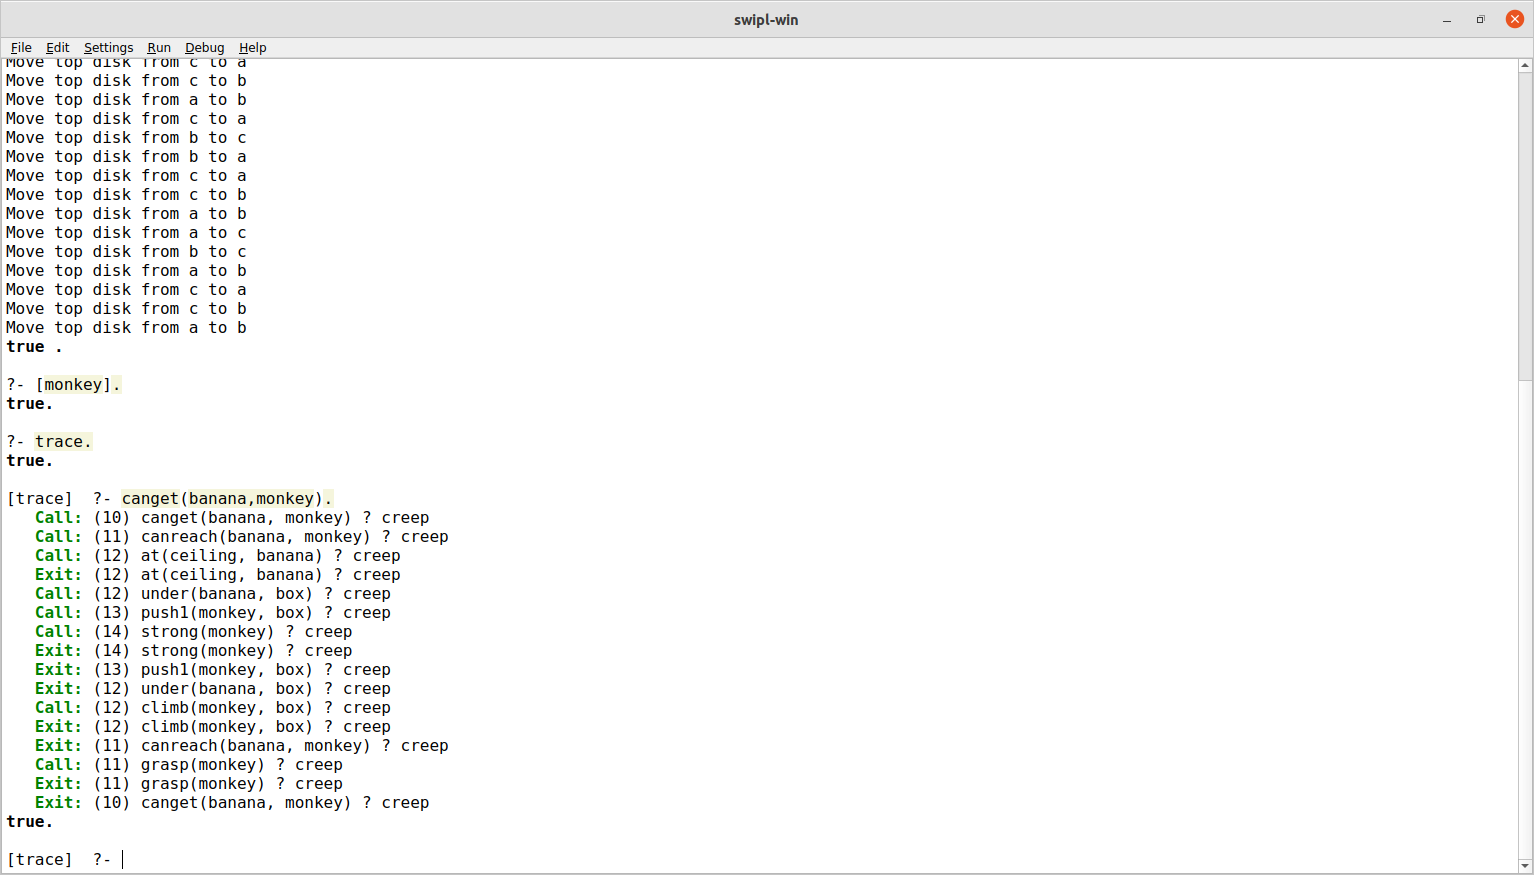 swipl-win
File Edit Settings Run Debug Help
Move top disk from c to a
Move top disk from c to b
Move top disk from a to b
Move top disk from c to a
Move top disk from b to c
Move top disk from b to a
Move top disk from c to a
Move top disk from c to b
Move top disk from a to b
Move top disk from a to c
Move top disk from b to c
Move top disk from a to b
Move top disk from c to a
Move top disk from c to b
Move top disk from a to b
true .
?- [monkey].
true.
?- trace.
true.
[trace]  ?- canget(banana,monkey).
Call: (10) canget(banana, monkey) ? creep
Call: (11) canreach(banana, monkey) ? creep
Call: (12) at(ceiling, banana) ? creep
Exit: (12) at(ceiling, banana) ? creep
Call: (12) under(banana, box) ? creep
Call: (13) push1(monkey, box) ? creep
Call: (14) strong(monkey) ? creep
Exit: (14) strong(monkey) ? creep
Exit: (13) push1(monkey, box) ? creep
Exit: (12) under(banana, box) ? creep
Call: (12) climb(monkey, box) ? creep
Exit: (12) climb(monkey, box) ? creep
Exit: (11) canreach(banana, monkey) ? creep
Call: (11) grasp(monkey) ? creep
Exit: (11) grasp(monkey) ? creep
Exit: (10) canget(banana, monkey) ? creep
true.
[trace]  ?-